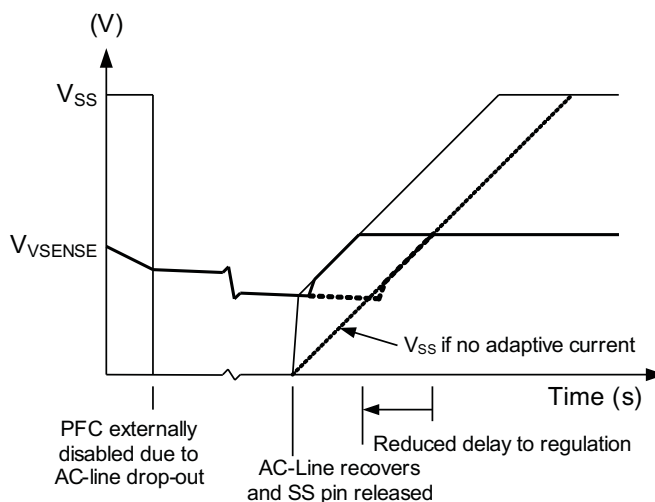 (V)
VSS
VVSENSE
VSS if no adaptive current
Time (s)
PFC externally
disabled due to
AC-line drop-out
AC-Line recovers
and SS pin released
Reduced delay to regulation